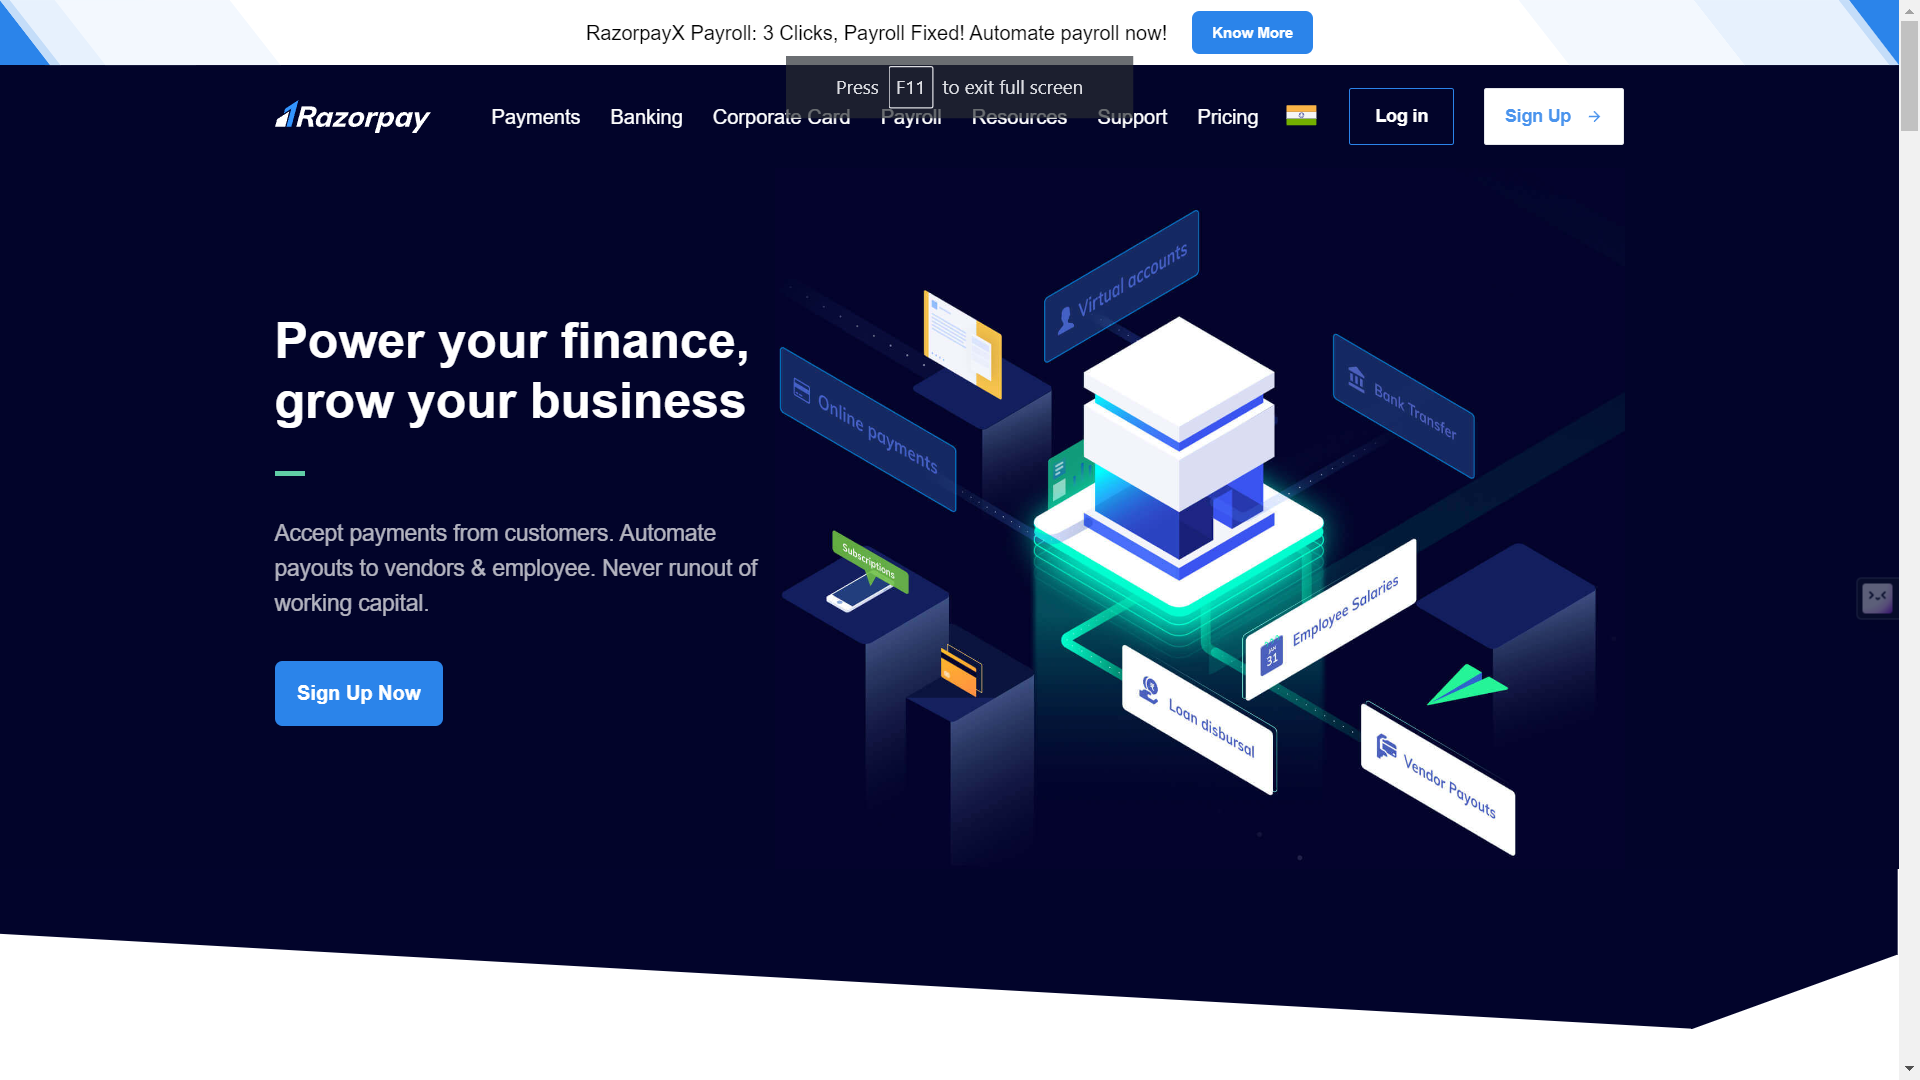 RazorpayX Payroll: 3 Clicks, Payroll Fixed! Automate payroll now!
Know More
Press F11 to exit full screen
Razorpay
Payments
Banking
Corporate Card
Payroll
Resources
Support
Pricing
Log in
Sign Up
Power your finance,
grow your business
Accept payments from customers. Automate
payouts to vendors & employee. Never runout of
working capital.
Sign Up Now
Virtual accounts
Online payments
Bank Transfer
Subscriptions
Employee Salaries
JAN
31
Loan disbursal
Vendor Payouts